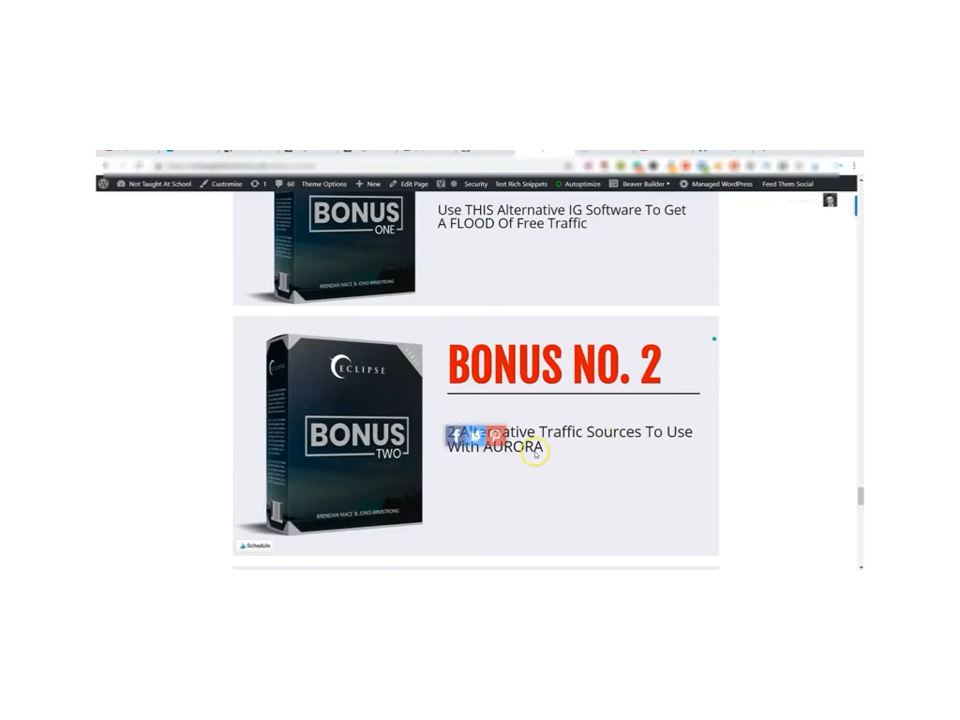 Not Taught At School Customise 1 60 Theme Options + New Edit Page Security Test Rich Snippets Autoptimize Beaver Builder Managed WordPress Feed Them Social
BONUS
ONE
BRENDAN MACE & JONO ARMSTRONG
Use THIS Alternative IG Software To Get
A FLOOD Of Free Traffic
ECLIPSE
BONUS
TWO
BRENDAN MACE & JONO ARMSTRONG
BONUS NO. 2
2 Alternative Traffic Sources To Use
With AURORA
Schedule